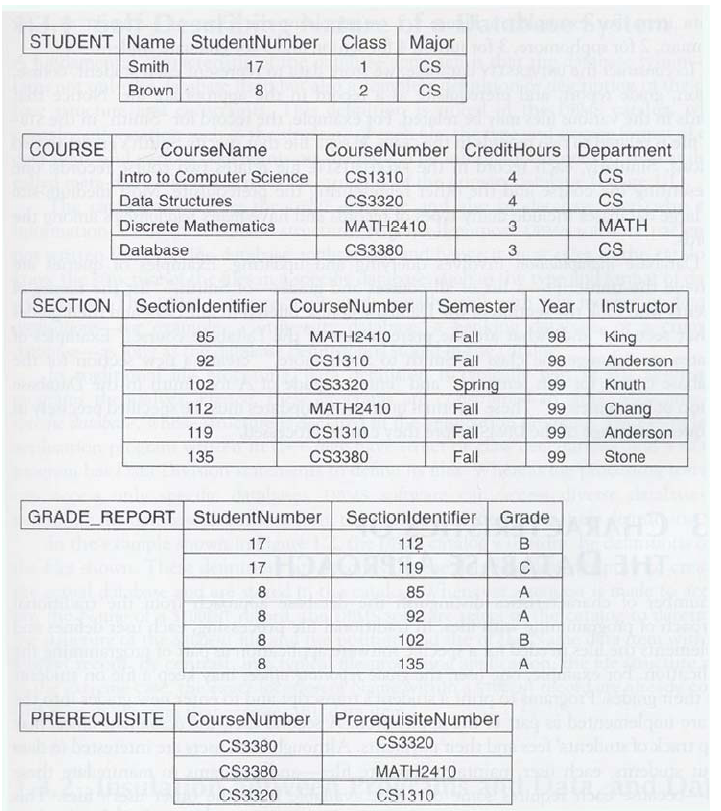 STUDENT Name StudentNumber Class Major
Smith 17 1 CS
Brown 8 2 CS
COURSE CourseName CourseNumber CreditHours Department
Intro to Computer Science CS1310 4 CS
Data Structures CS3320 4 CS
Discrete Mathematics MATH2410 3 MATH
Database CS3380 3 CS
SECTION SectionIdentifier CourseNumber Semester Year Instructor
85 MATH2410 Fall 98 King
92 CS1310 Fall 98 Anderson
102 CS3320 Spring 99 Knuth
112 MATH2410 Fall 99 Chang
119 CS1310 Fall 99 Anderson
135 CS3380 Fall 99 Stone
GRADE_REPORT StudentNumber SectionIdentifier Grade
17 112 B
17 119 C
8 85 A
8 92 A
8 102 B
8 135 A
PREREQUISITE CourseNumber PrerequisiteNumber
CS3380 CS3320
CS3380 MATH2410
CS3320 CS1310